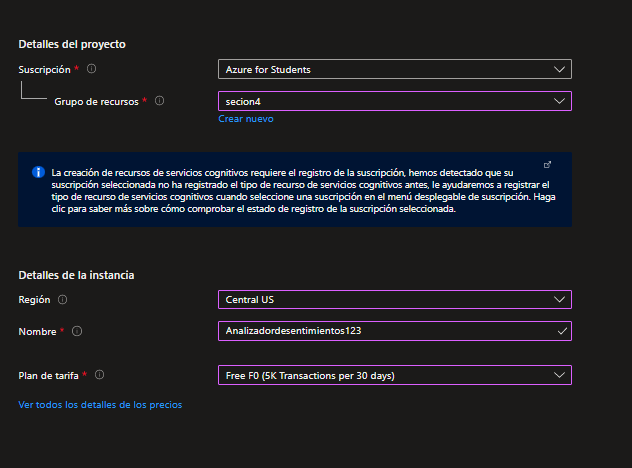 Detalles del proyecto
Suscripción * Azure for Students
Grupo de recursos * secion4
Crear nuevo
La creación de recursos de servicios cognitivos requiere el registro de la suscripción, hemos detectado que su
suscripción seleccionada no ha registrado el tipo de recurso de servicios cognitivos antes, le ayudaremos a registrar el
tipo de recurso de servicios cognitivos cuando seleccione una suscripción en el menú desplegable de suscripción. Haga
clic para saber más sobre cómo comprobar el estado de registro de la suscripción seleccionada.
Detalles de la instancia
Región Central US
Nombre * Analizadordesentimientos123
Plan de tarifa * Free F0 (5K Transactions per 30 days)
Ver todos los detalles de los precios